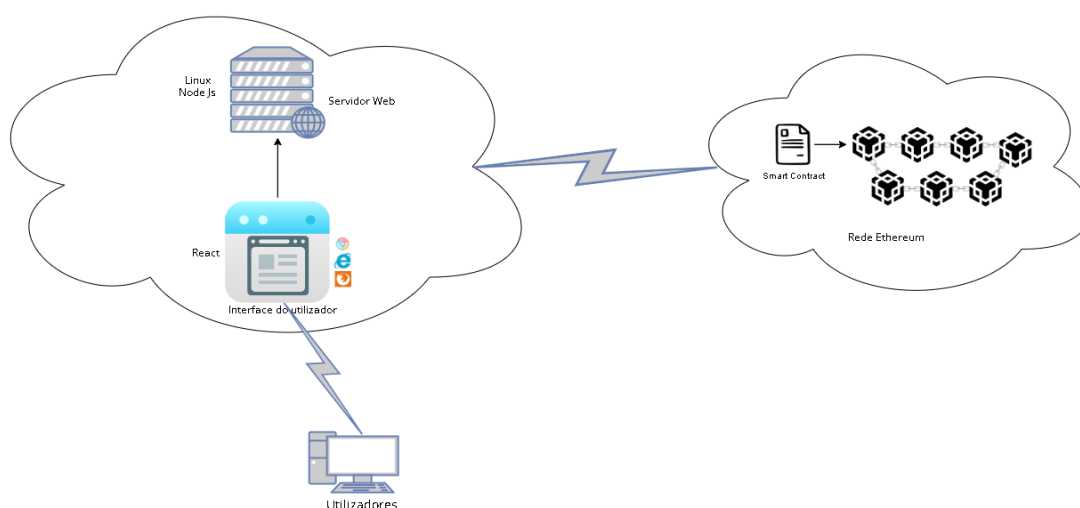 Linux
Node Js
Servidor Web
React
Interface do utilizador
Utilizadores
Smart Contract
Rede Ethereum